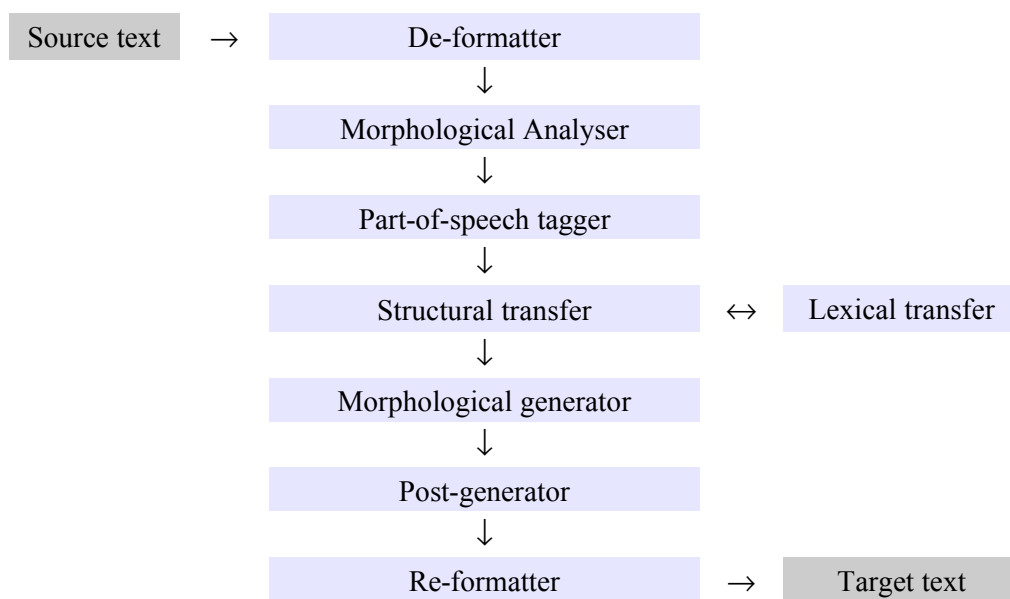 Source text → De-formatter
↓
Morphological Analyser
↓
Part-of-speech tagger
↓
Structural transfer ↔ Lexical transfer
↓
Morphological generator
↓
Post-generator
↓
Re-formatter → Target text